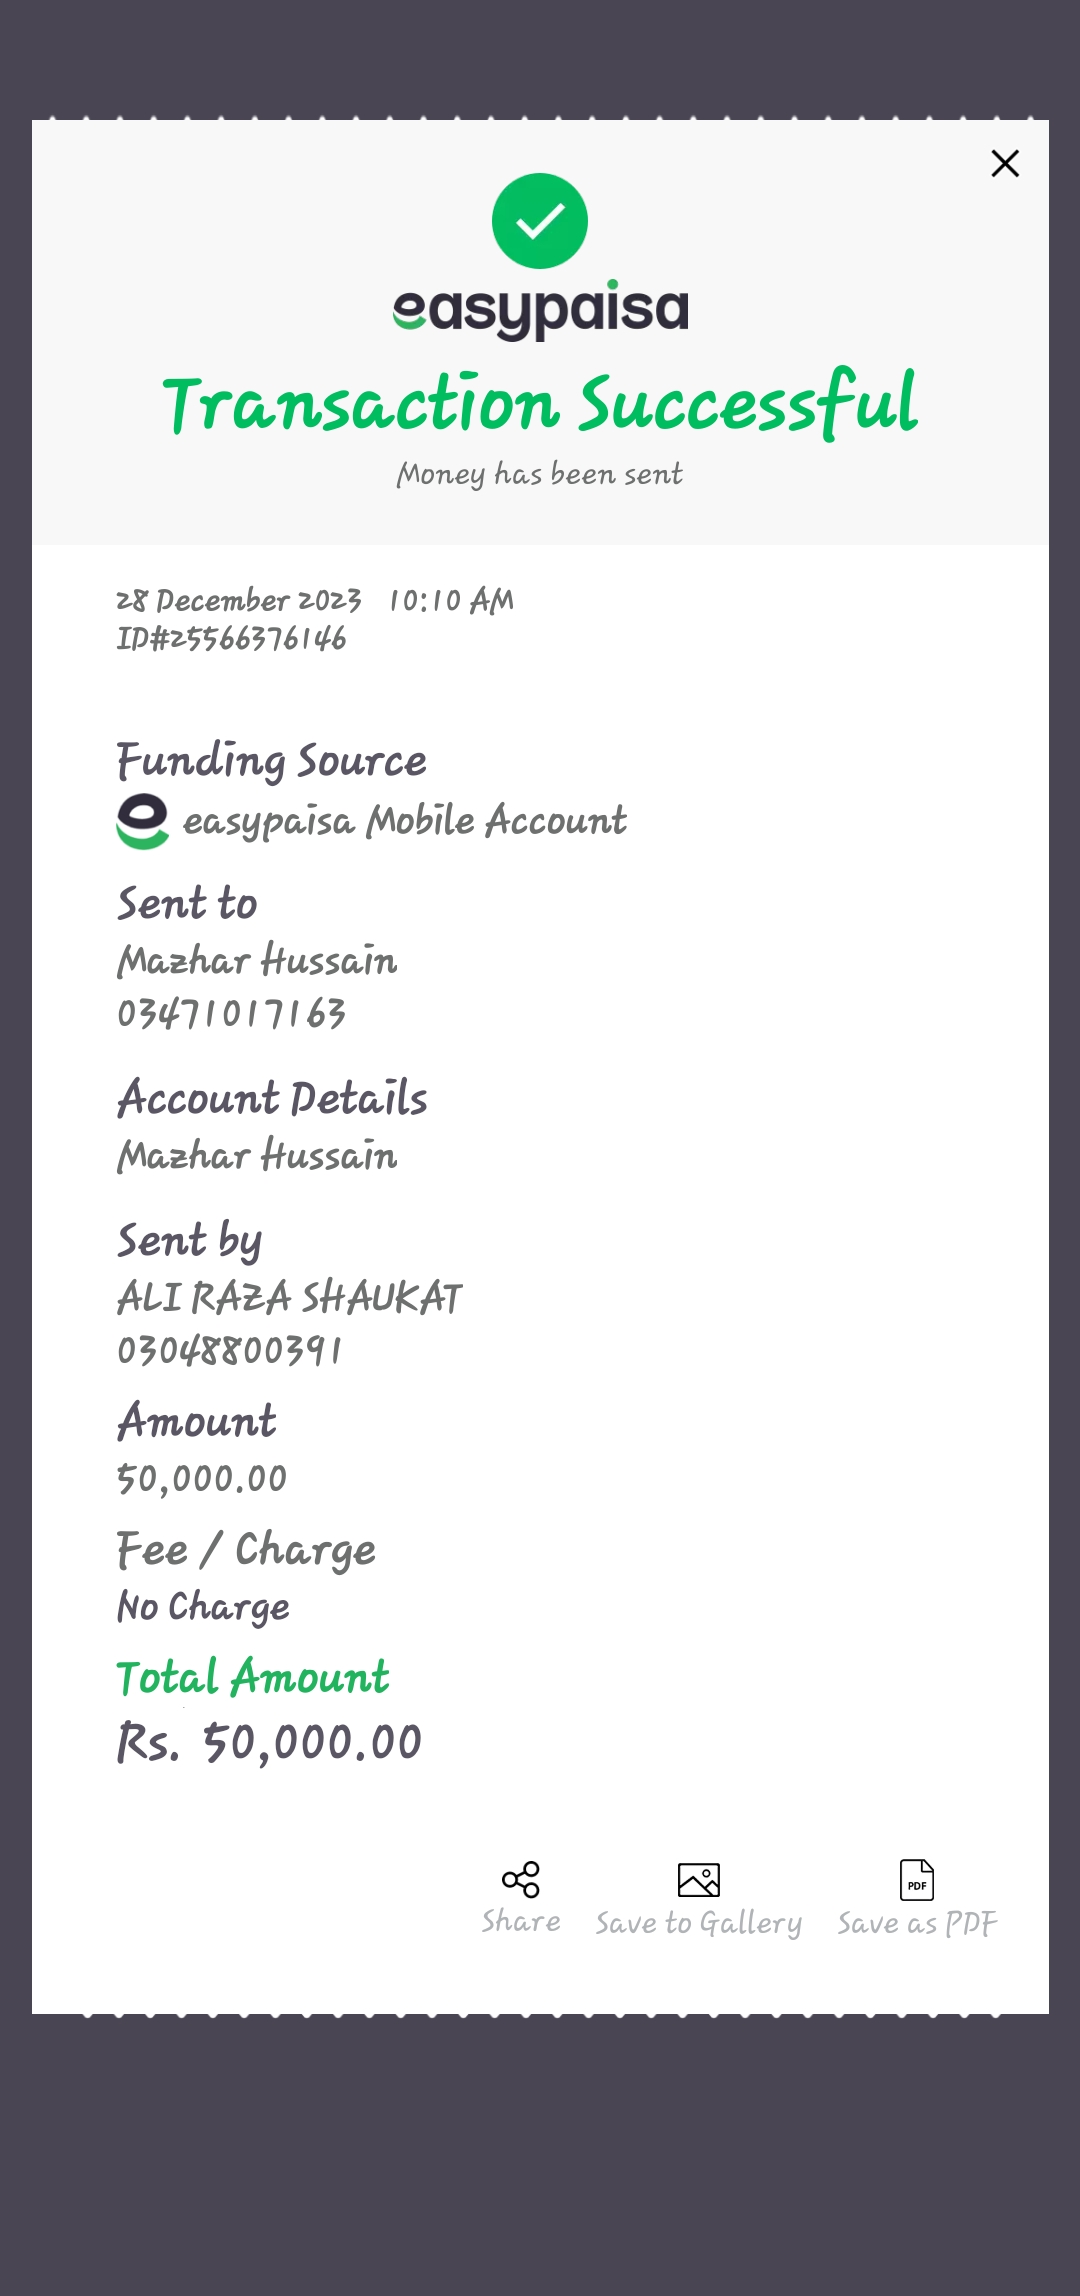 easypaisa
Transaction Successful
Money has been sent
28 December 2023 10:10 AM
ID#25566376146
Funding Source
easypaisa Mobile Account
Sent to
Mazhar Hussain
03471017163
Account Details
Mazhar Hussain
Sent by
ALI RAZA SHAUKAT
03048800391
Amount
50,000.00
Fee / Charge
No Charge
Total Amount
Rs. 50,000.00
PDF
Share Save to Gallery Save as PDF